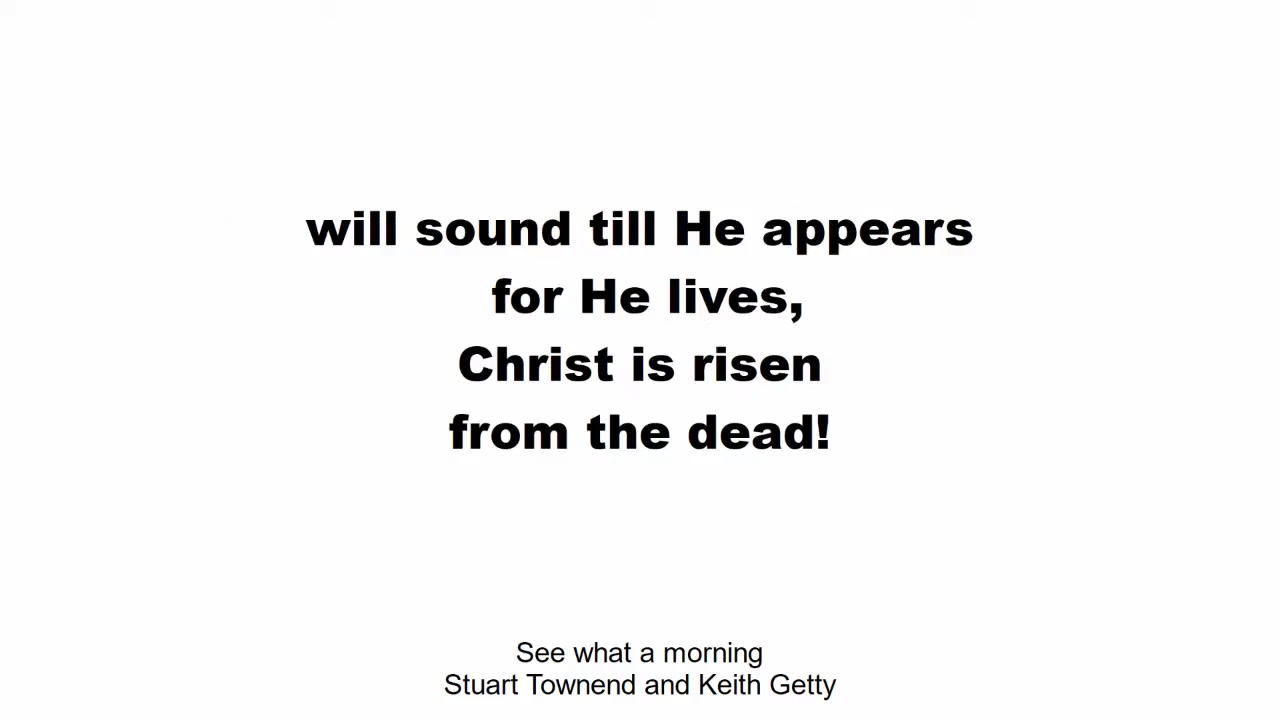 will sound till He appears
for He lives,
Christ is risen
from the dead!
See what a morning
Stuart Townend and Keith Getty